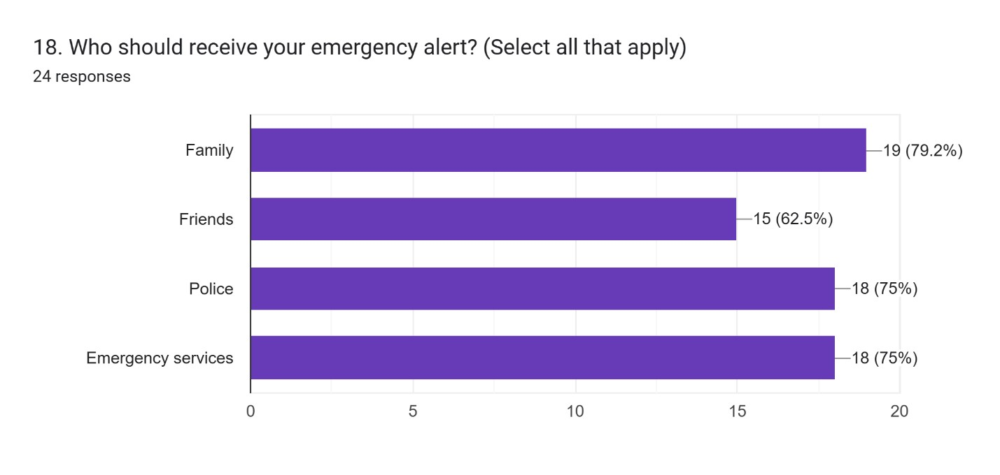 18. Who should receive your emergency alert? (Select all that apply)
24 responses
Family
19 (79.2%)
Friends
15 (62.5%)
Police
18 (75%)
Emergency services
18 (75%)
0
5
10
15
20